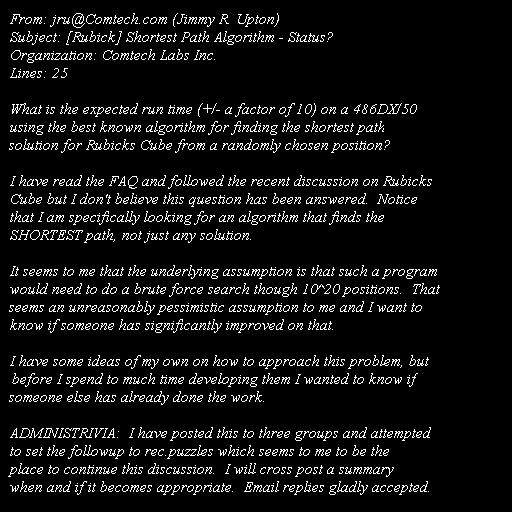 From: jru@Comtech.com (Jimmy R. Upton)
Subject: [Rubick] Shortest Path Algorithm - Status?
Organization: Comtech Labs Inc.
Lines: 25

What is the expected run time (+/- a factor of 10) on a 486DX/50
using the best known algorithm for finding the shortest path
solution for Rubicks Cube from a randomly chosen position?

I have read the FAQ and followed the recent discussion on Rubicks
Cube but I don't believe this question has been answered.  Notice
that I am specifically looking for an algorithm that finds the
SHORTEST path, not just any solution.

It seems to me that the underlying assumption is that such a program
would need to do a brute force search though 10^20 positions.  That
seems an unreasonably pessimistic assumption to me and I want to
know if someone has significantly improved on that.

I have some ideas of my own on how to approach this problem, but
 before I spend to much time developing them I wanted to know if
someone else has already done the work.

ADMINISTRIVIA:  I have posted this to three groups and attempted
to set the followup to rec.puzzles which seems to me to be the
place to continue this discussion.  I will cross post a summary
when and if it becomes appropriate.  Email replies gladly accepted.